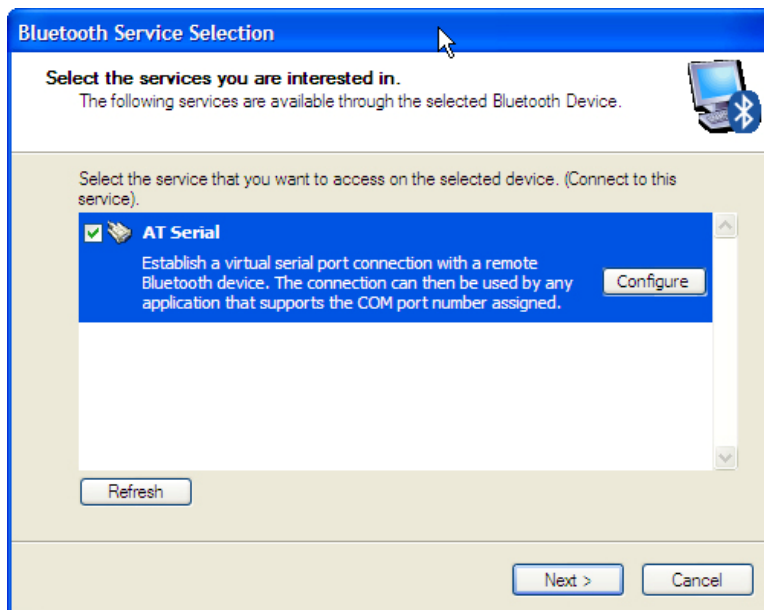 Bluetooth Service Selection
Select the services you are interested in.
The following services are available through the selected Bluetooth Device.
Select the service that you want to access on the selected device. (Connect to this
service).
AT Serial
Establish a virtual serial port connection with a remote
Bluetooth device. The connection can then be used by any
application that supports the COM port number assigned.
Configure
Refresh
Next >
Cancel